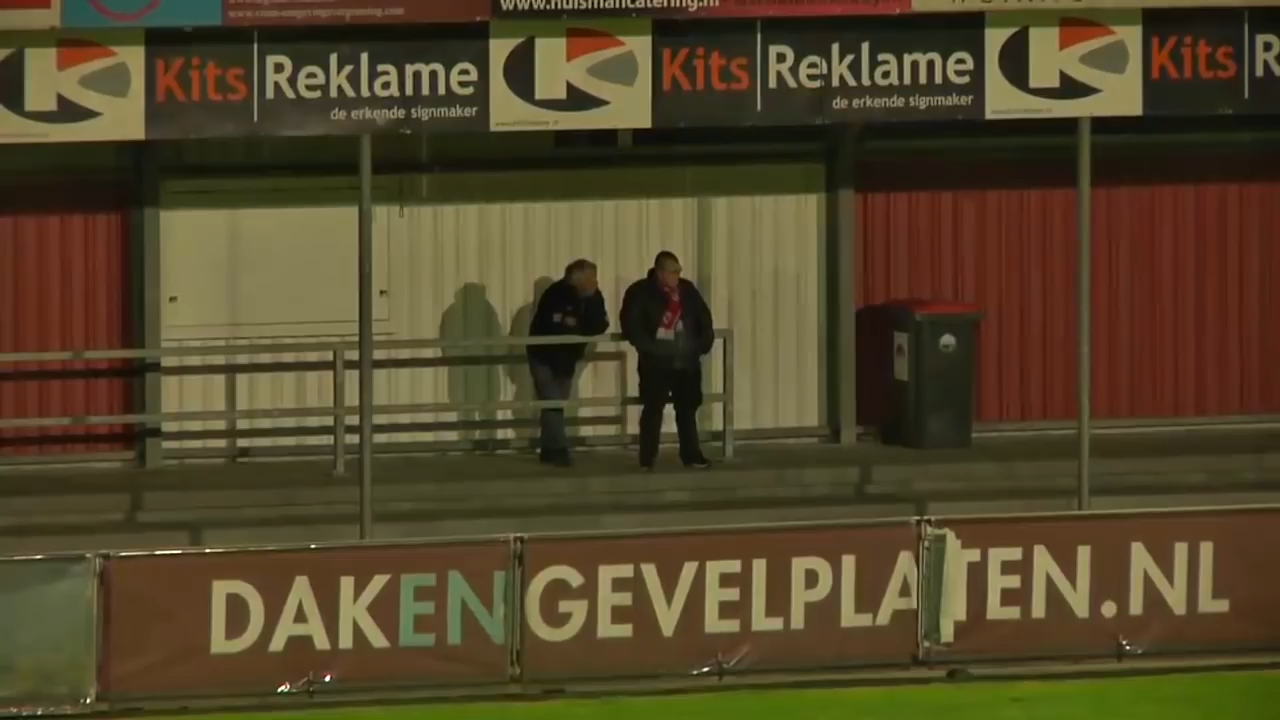 www.huismancatering.nl
Kits Reklame
de erkende signmaker
Kits Reklame
de erkende signmaker
Kits R
DAKENGEVELPLATEN.NL